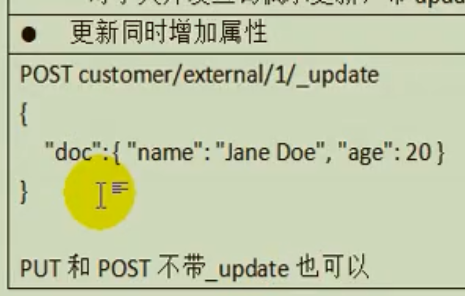 ● 更新同时增加属性
POST customer/external/1/_update
{
"doc":{ "name": "Jane Doe", "age": 20 }
}
PUT 和 POST 不带_update 也可以